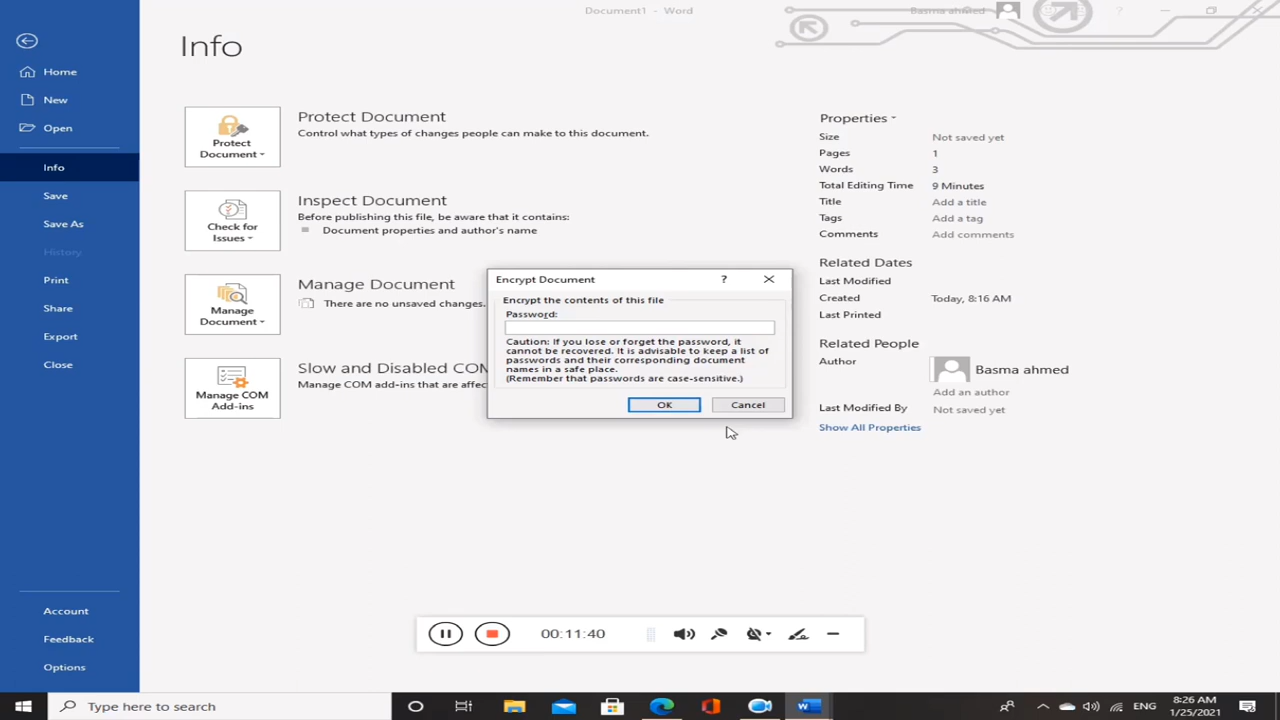 Document1 - Word
Basma ahmed
?
Info
Home
New
Open
Info
Save
Save As
History
Print
Share
Export
Close
Account
Feedback
Options
Protect
Document
Protect Document
Control what types of changes people can make to this document.
Check for
Issues
Inspect Document
Before publishing this file, be aware that it contains:
Document properties and author's name
Manage
Document
Manage Document
There are no unsaved changes.
Manage COM
Add-ins
Slow and Disabled COM
Manage COM add-ins that are affec
Encrypt Document
?
Encrypt the contents of this file
Password:
Caution: If you lose or forget the password, it
cannot be recovered. It is advisable to keep a list of
passwords and their corresponding document
names in a safe place.
(Remember that passwords are case-sensitive.)
OK
Cancel
Properties
Size Not saved yet
Pages 1
Words 3
Total Editing Time 9 Minutes
Title Add a title
Tags Add a tag
Comments Add comments
Related Dates
Last Modified
Created Today, 8:16 AM
Last Printed
Related People
Author Basma ahmed
Add an author
Last Modified By Not saved yet
Show All Properties
00:11:40
Type here to search
ENG
8:26 AM
1/25/2021